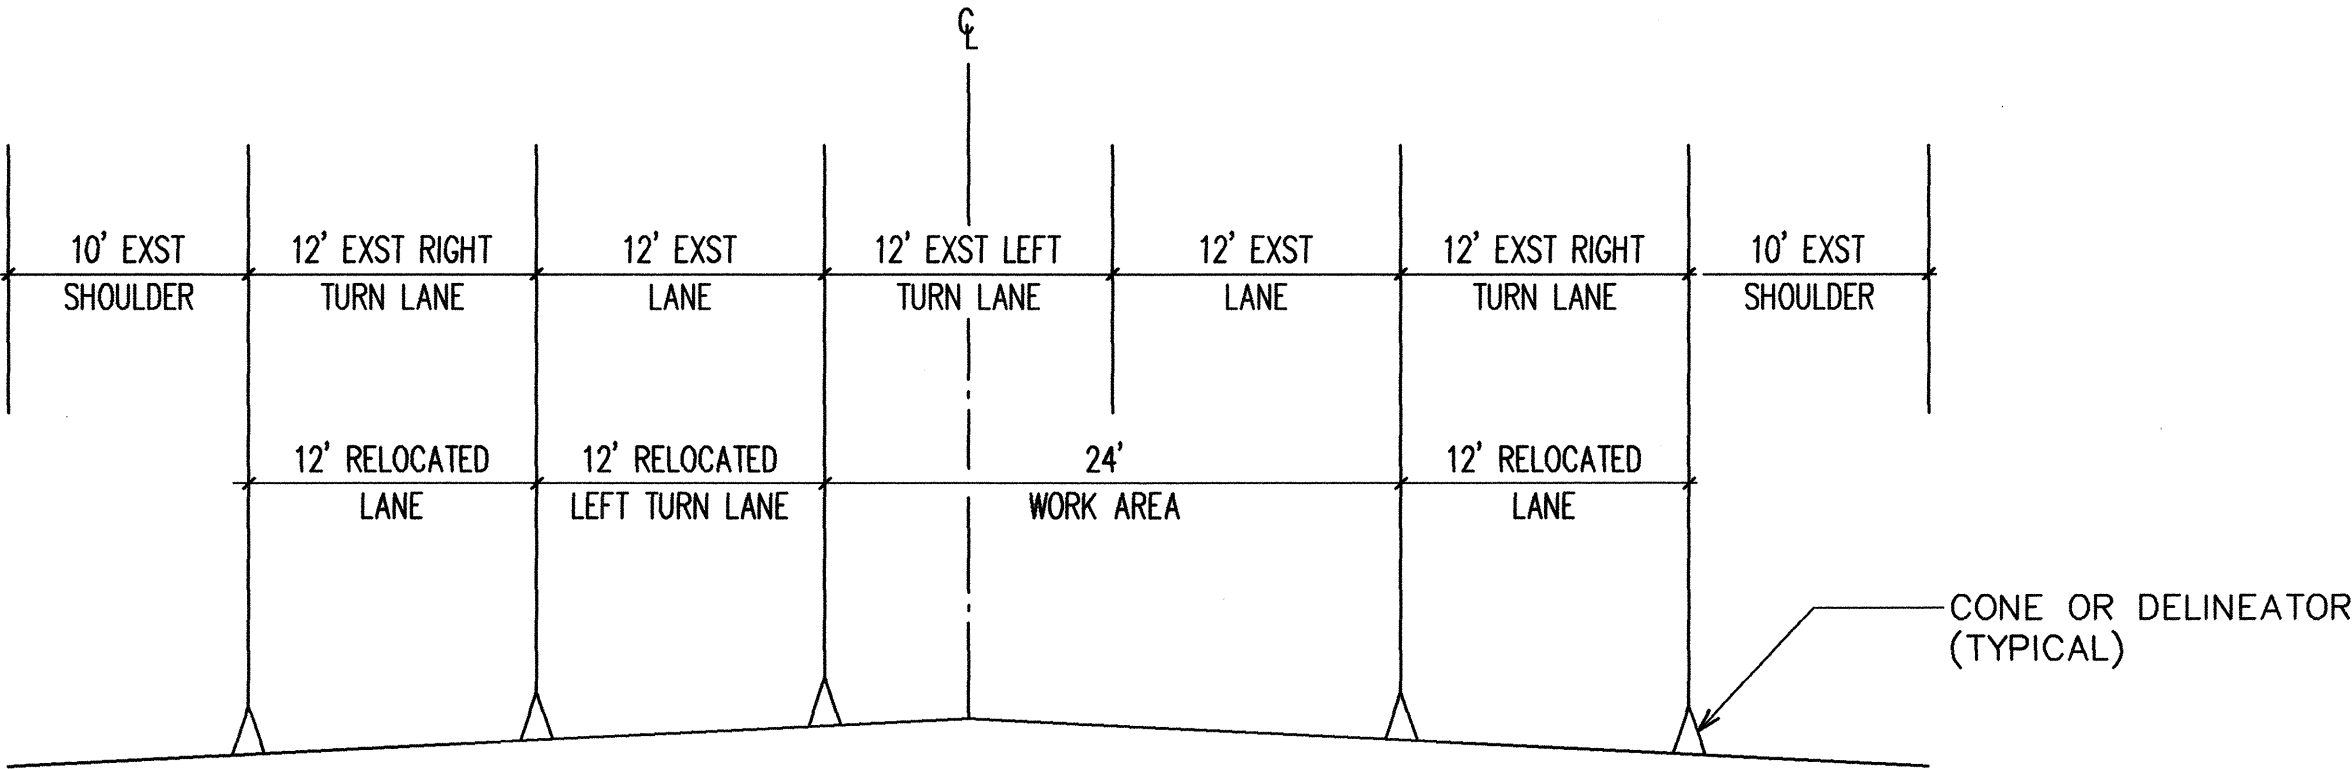 ℄
10' EXST
SHOULDER
12' EXST RIGHT
TURN LANE
12' EXST
LANE
12' EXST LEFT
TURN LANE
12' EXST
LANE
12' EXST RIGHT
TURN LANE
10' EXST
SHOULDER
12' RELOCATED
LANE
12' RELOCATED
LEFT TURN LANE
24'
WORK AREA
12' RELOCATED
LANE
CONE OR DELINEATOR
(TYPICAL)